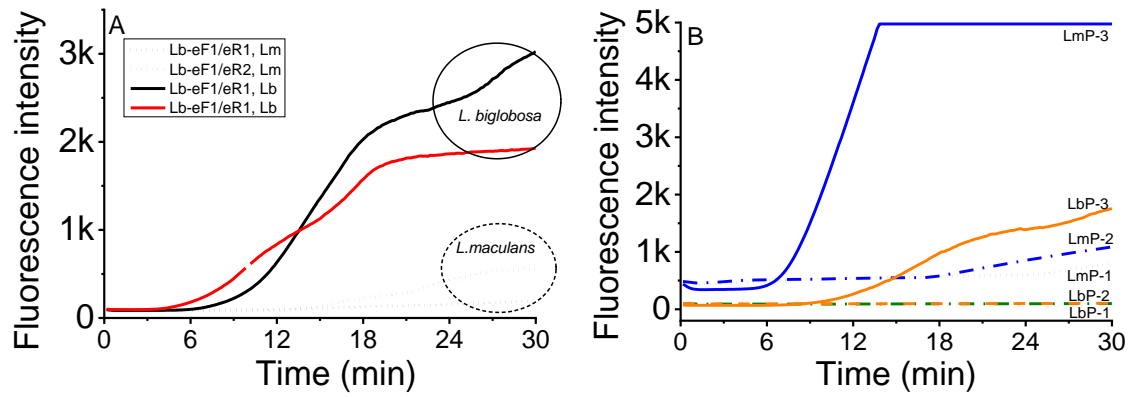 A
Fluorescence intensity
3k
2k
1k
0
Lb-eF1/eR1, Lm
Lb-eF1/eR2, Lm
Lb-eF1/eR1, Lb
Lb-eF1/eR1, Lb
L. biglobosa
L.maculans
0 6 12 18 24 30
Time (min)
B
Fluorescence intensity
5k
4k
3k
2k
1k
0
LmP-3
LbP-3
LmP-2
LmP-1
LbP-2
LbP-1
0 6 12 18 24 30
Time (min)